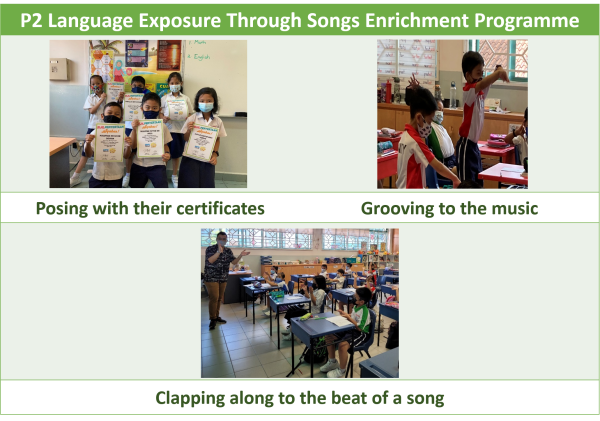 P2 Language Exposure Through Songs Enrichment Programme
Posing with their certificates
Grooving to the music
Clapping along to the beat of a song